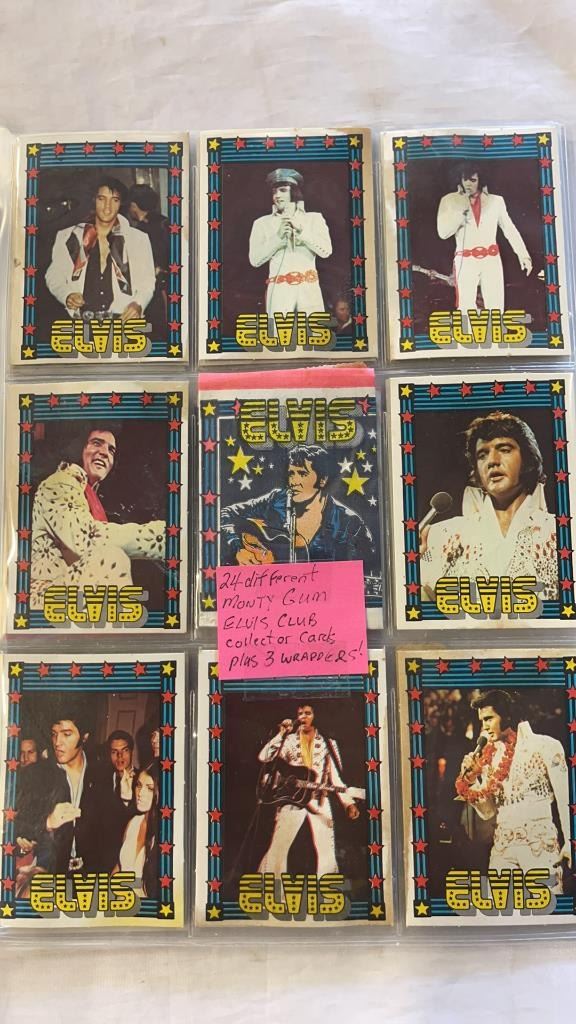 ELVIS
ELVIS
ELVIS
ELVIS
ELVIS
ELVIS
24 different
MONTY GUM
ELVIS CLUB
collector cards
plus 3 WRAPPERS!
ELVIS
ELVIS
ELVIS